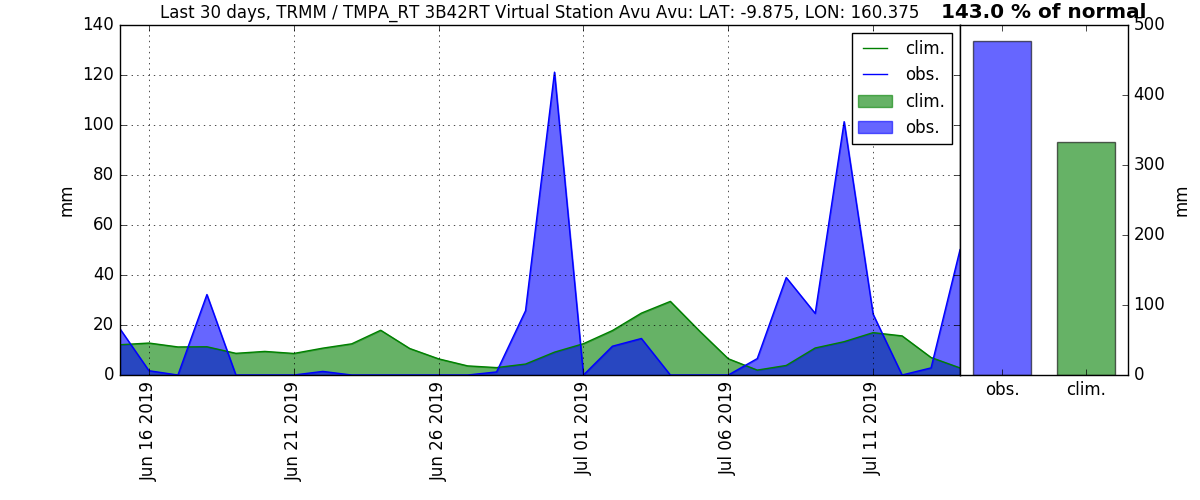 Last 30 days, TRMM / TMPA_RT 3B42RT Virtual Station Avu Avu: LAT: -9.875, LON: 160.375
143.0 % of normal
140
120
100
80
60
40
20
0
mm
clim.
obs.
clim.
obs.
500
400
300
200
100
0
mm
Jun 16 2019
Jun 21 2019
Jun 26 2019
Jul 01 2019
Jul 06 2019
Jul 11 2019
obs.
clim.